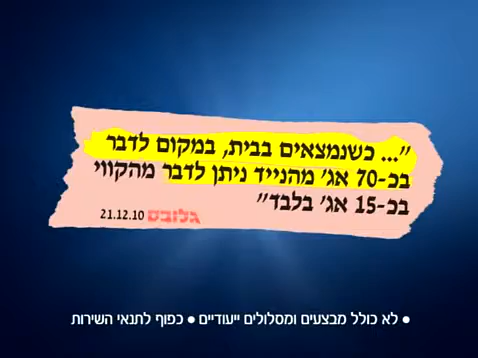 "... כשנמצאים בבית, במקום לדבר
בכ-70 אג' מהנייד ניתן לדבר מהקווי
בכ-15 אג' בלבד"
גלובס 21.12.10
• לא כולל מבצעים ומסלולים ייעודיים • כפוף לתנאי השירות